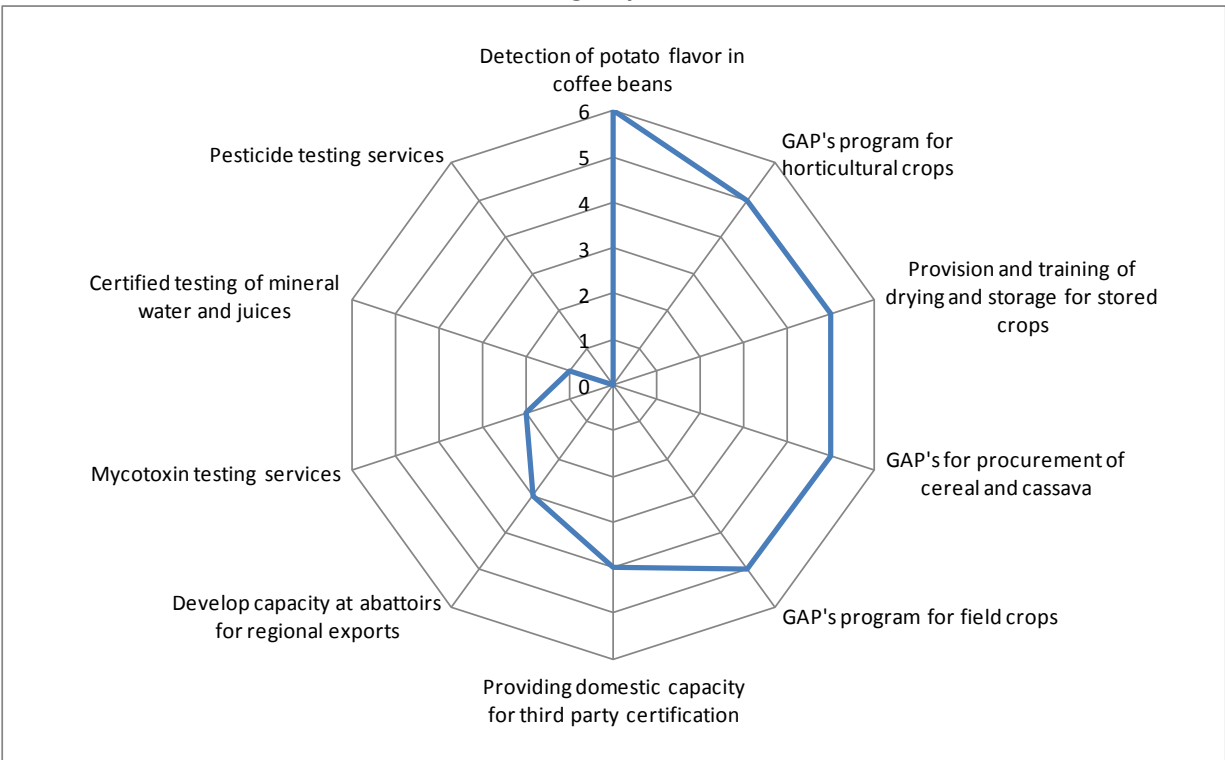 Detection of potato flavor in
coffee beans
GAP's program for
horticultural crops
Provision and training of
drying and storage for stored
crops
GAP's for procurement of
cereal and cassava
GAP's program for field crops
Providing domestic capacity
for third party certification
Develop capacity at abattoirs
for regional exports
Mycotoxin testing services
Certified testing of mineral
water and juices
Pesticide testing services
6
5
4
3
2
1
0